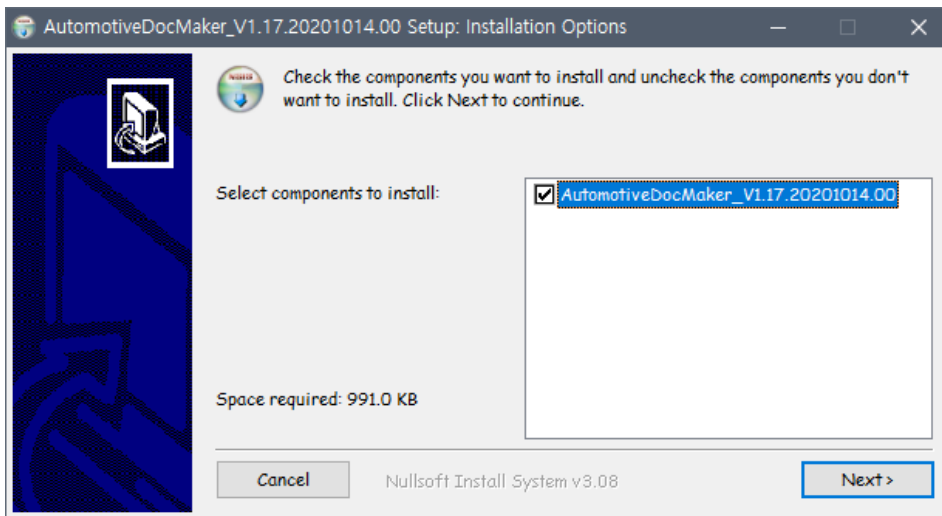 AutomotiveDocMaker_V1.17.20201014.00 Setup: Installation Options
Check the components you want to install and uncheck the components you don't
want to install. Click Next to continue.
Select components to install:
AutomotiveDocMaker_V1.17.20201014.00
Space required: 991.0 KB
Cancel
Nullsoft Install System v3.08
Next >